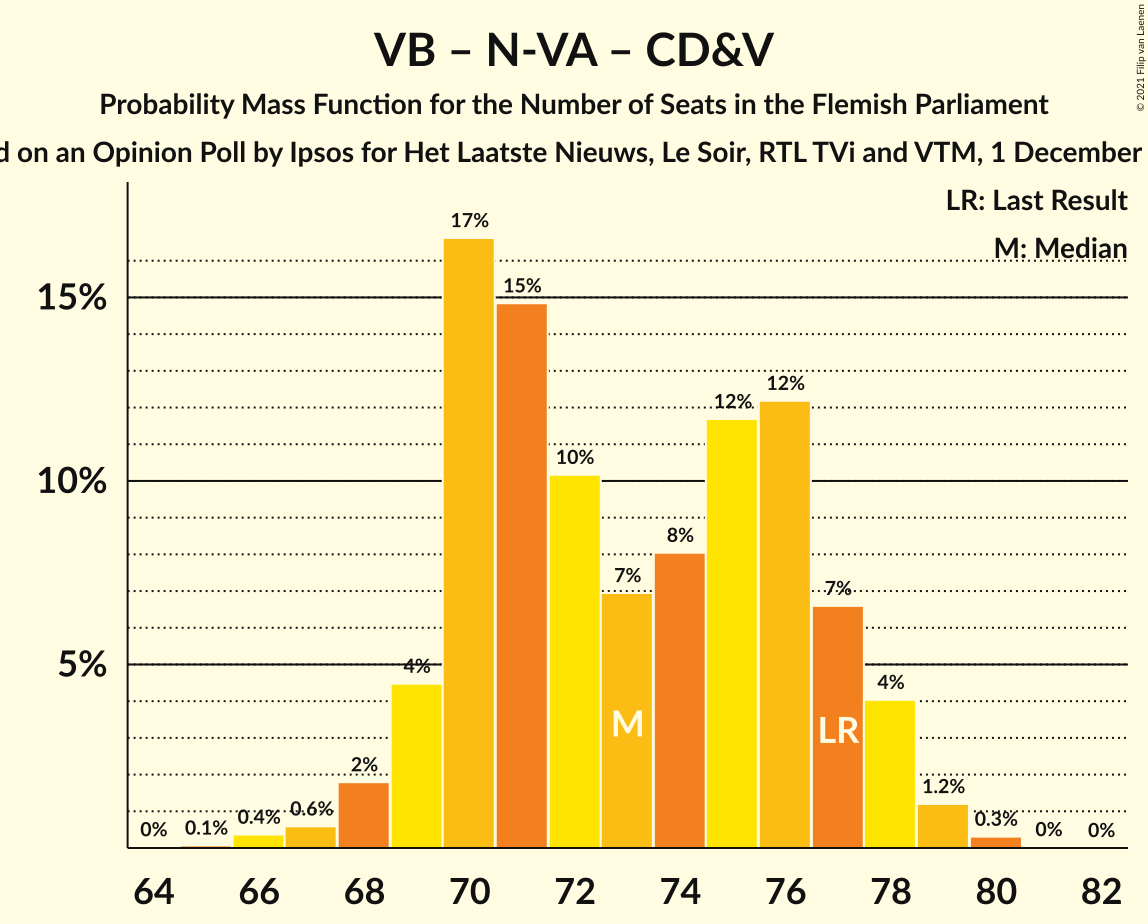 © 2021 Filip van Laenen
VB – N-VA – CD&V
Probability Mass Function for the Number of Seats in the Flemish Parliament
on an Opinion Poll by Ipsos for Het Laatste Nieuws, Le Soir, RTL TVi and VTM, 1 December
LR: Last Result
M: Median
17%
15%
15%
12%
12%
10%
10%
8%
7%
7%
5%
4%
4%
M
LR
2%
1.2%
0.6%
0.4%
0.3%
0.1%
0%
0%
0%
64 66 68 70 72 74 76 78 80 82